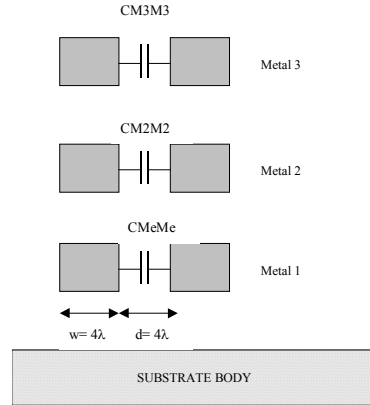 CM3M3
Metal 3
CM2M2
Metal 2
CMeMe
Metal 1
w= 4λ d= 4λ
SUBSTRATE BODY